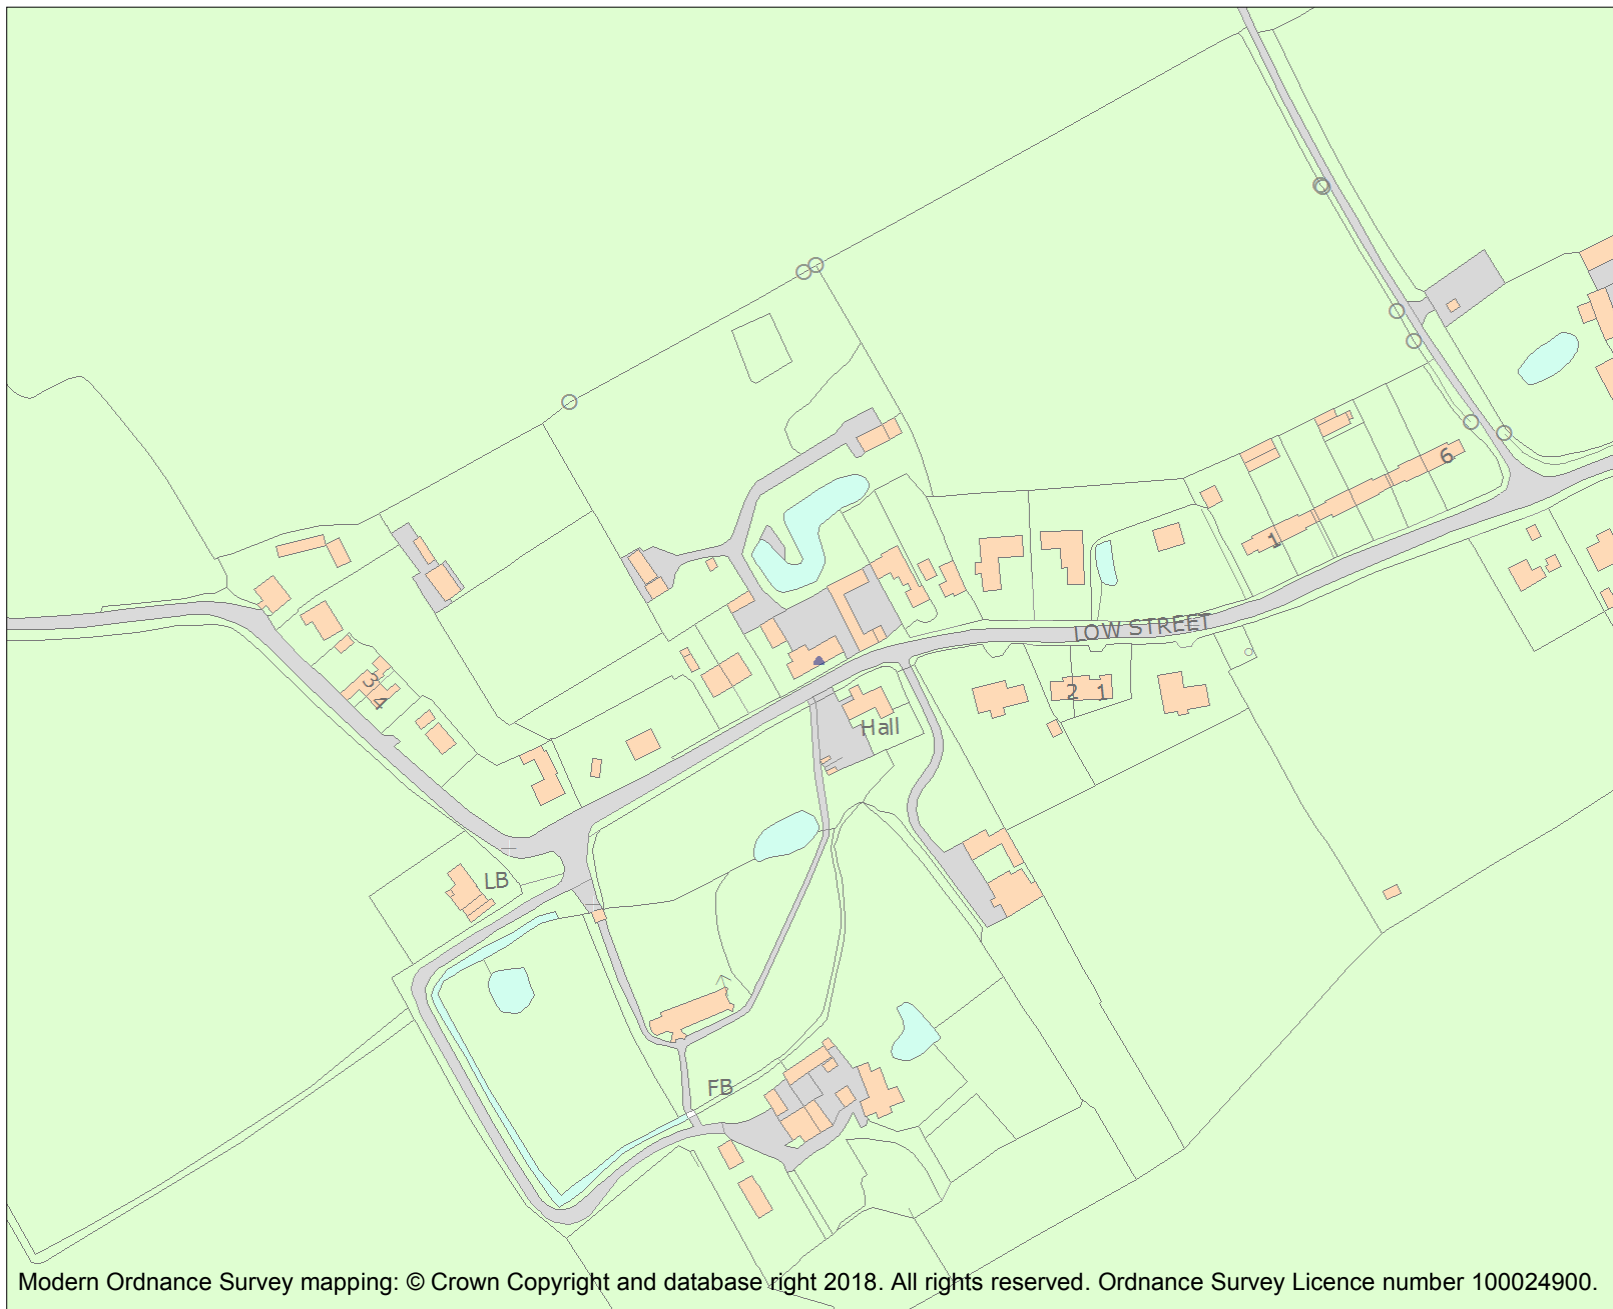 6
1
LOW STREET
3
4
2 1
Hall
LB
FB
Modern Ordnance Survey mapping: © Crown Copyright and database right 2018. All rights reserved. Ordnance Survey Licence number 100024900.